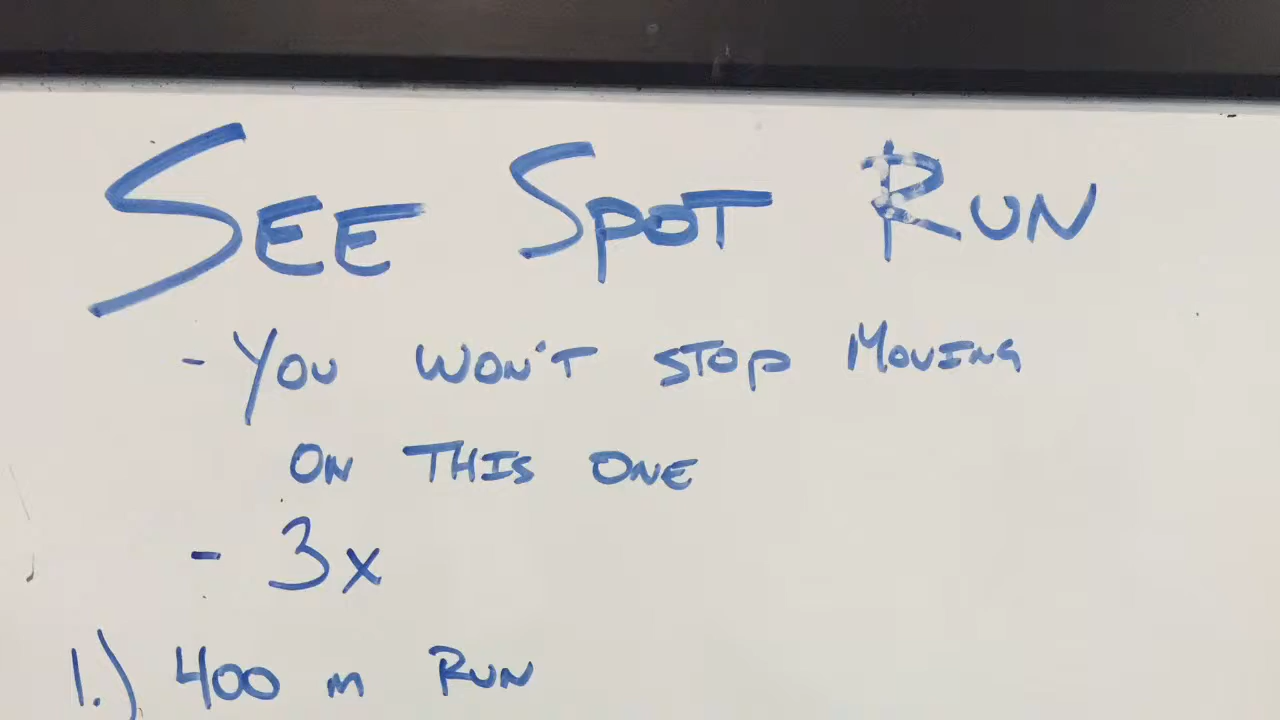 SEE SPOT RUN
- YOU WON'T STOP MOVING
ON THIS ONE
- 3x
1.) 400 m RUN